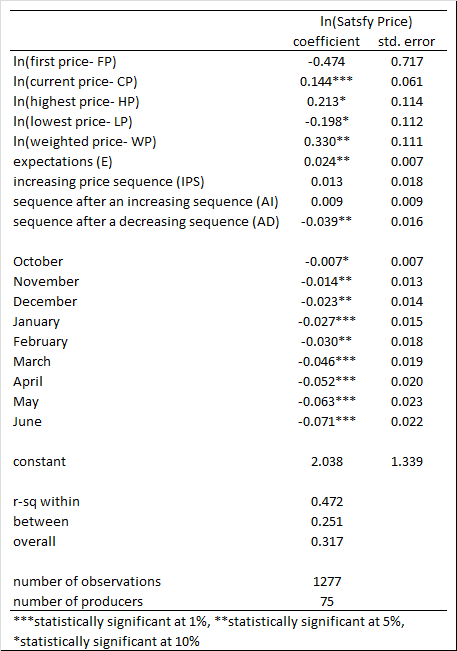 ln(Satsfy Price)
coefficient std. error
ln(first price- FP) -0.474 0.717
ln(current price- CP) 0.144*** 0.061
ln(highest price- HP) 0.213* 0.114
ln(lowest price- LP) -0.198* 0.112
ln(weighted price- WP) 0.330** 0.111
expectations (E) 0.024** 0.007
increasing price sequence (IPS) 0.013 0.018
sequence after an increasing sequence (AI) 0.009 0.009
sequence after a decreasing sequence (AD) -0.039** 0.016
October -0.007* 0.007
November -0.014** 0.013
December -0.023** 0.014
January -0.027*** 0.015
February -0.030** 0.018
March -0.046*** 0.019
April -0.052*** 0.020
May -0.063*** 0.023
June -0.071*** 0.022
constant 2.038 1.339
r-sq within 0.472
between 0.251
overall 0.317
number of observations 1277
number of producers 75
***statistically significant at 1%, **statistically significant at 5%,
*statistically significant at 10%